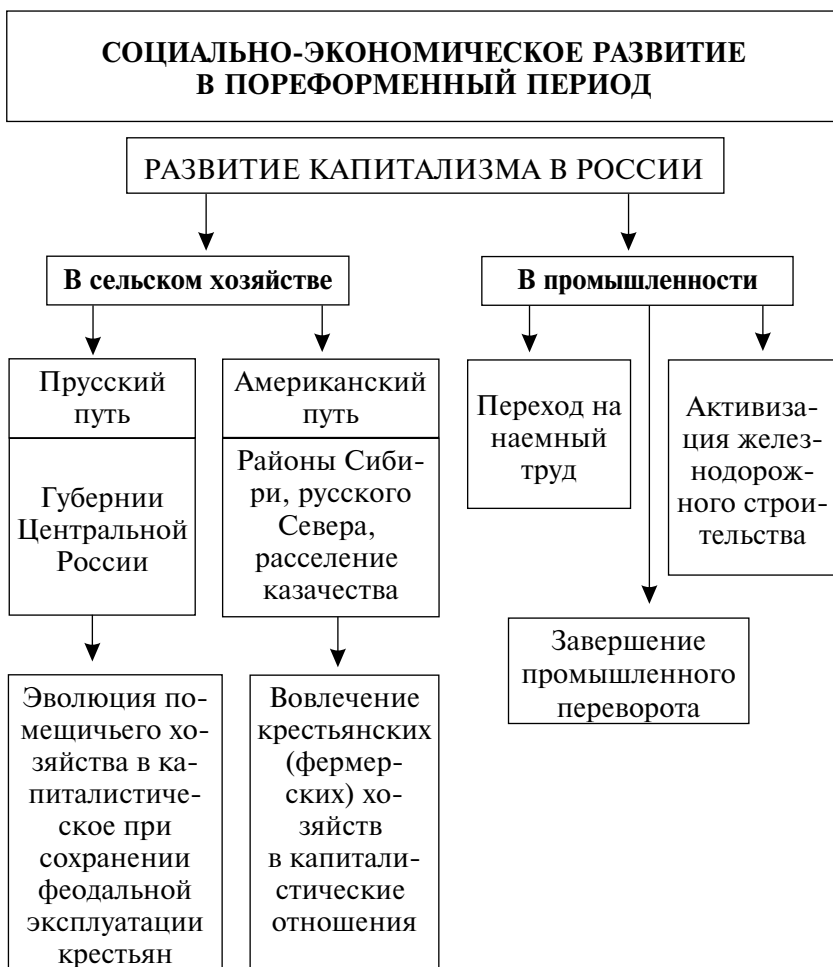 СОЦИАЛЬНО-ЭКОНОМИЧЕСКОЕ РАЗВИТИЕ
В ПОРЕФОРМЕННЫЙ ПЕРИОД
РАЗВИТИЕ КАПИТАЛИЗМА В РОССИИ
В сельском хозяйстве
В промышленности
Прусский
путь
Губернии
Центральной
России
Американский
путь
Районы Сиби-
ри, русского
Севера,
расселение
казачества
Переход на
наемный
труд
Активиза-
ция желез-
нодорож-
ного строи-
тельства
Завершение
промышленного
переворота
Эволюция по-
мещичьего хо-
зяйства в ка-
питалистиче-
ское при
сохранении
феодальной
эксплуатации
крестьян
Вовлечение
крестьянских
(фермер-
ских) хо-
зяйств
в капитали-
стические
отношения